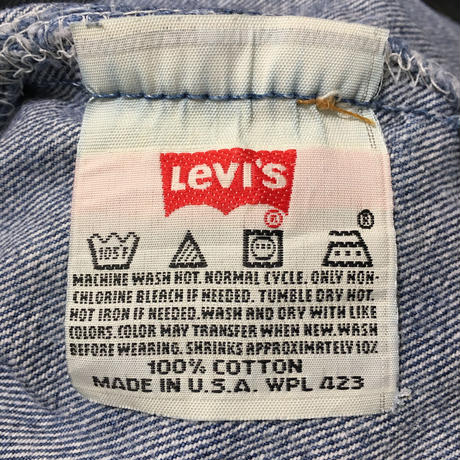 Levi's
®
®
105°
MACHINE WASH HOT. NORMAL CYCLE. ONLY NON-
CHLORINE BLEACH IF NEEDED. TUMBLE DRY HOT.
HOT IRON IF NEEDED. WASH AND DRY WITH LIKE
COLORS. COLOR MAY TRANSFER WHEN NEW. WASH
BEFORE WEARING. SHRINKS APPROXIMATELY 10%
100% COTTON
MADE IN U.S.A. WPL 423